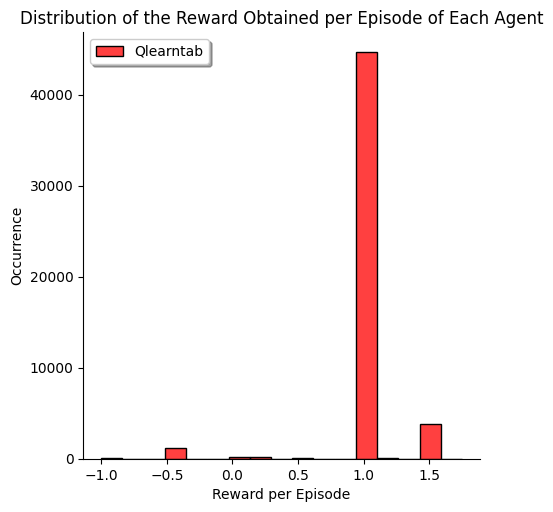 Distribution of the Reward Obtained per Episode of Each Agent
Qlearntab
40000
30000
20000
10000
0
Occurrence
−1.0 −0.5 0.0 0.5 1.0 1.5
Reward per Episode